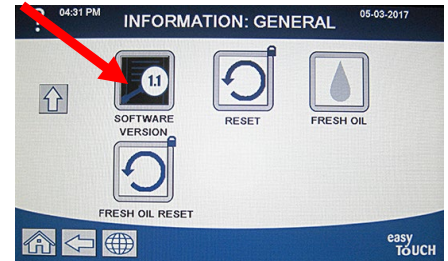 ? 04:31 PM INFORMATION: GENERAL 05-03-2017
1.1
SOFTWARE
VERSION
RESET
FRESH OIL
FRESH OIL RESET
easy
TOUCH